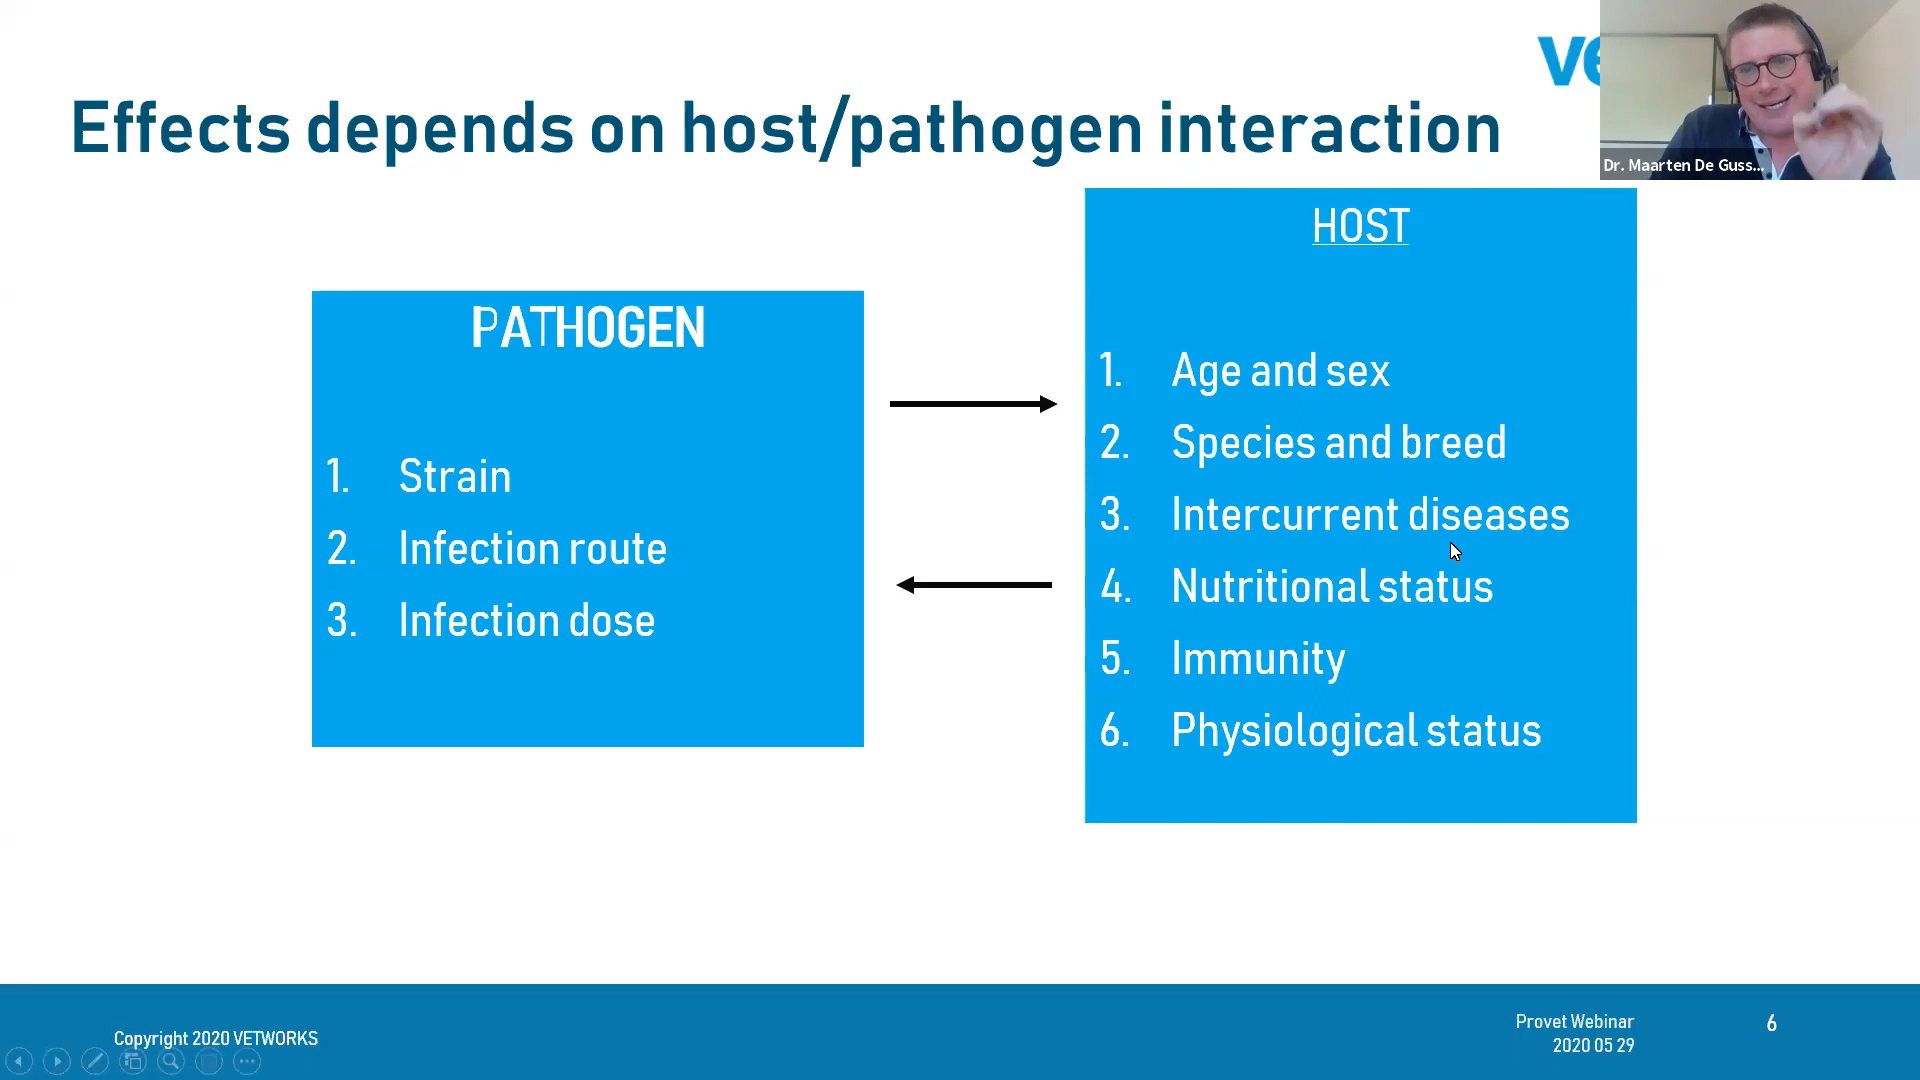 Effects depends on host/pathogen interaction
Dr. Maarten De Guss...
PATHOGEN
1. Strain
2. Infection route
3. Infection dose
HOST
1. Age and sex
2. Species and breed
3. Intercurrent diseases
4. Nutritional status
5. Immunity
6. Physiological status
Copyright 2020 VETWORKS
Provet Webinar
2020 05 29
6